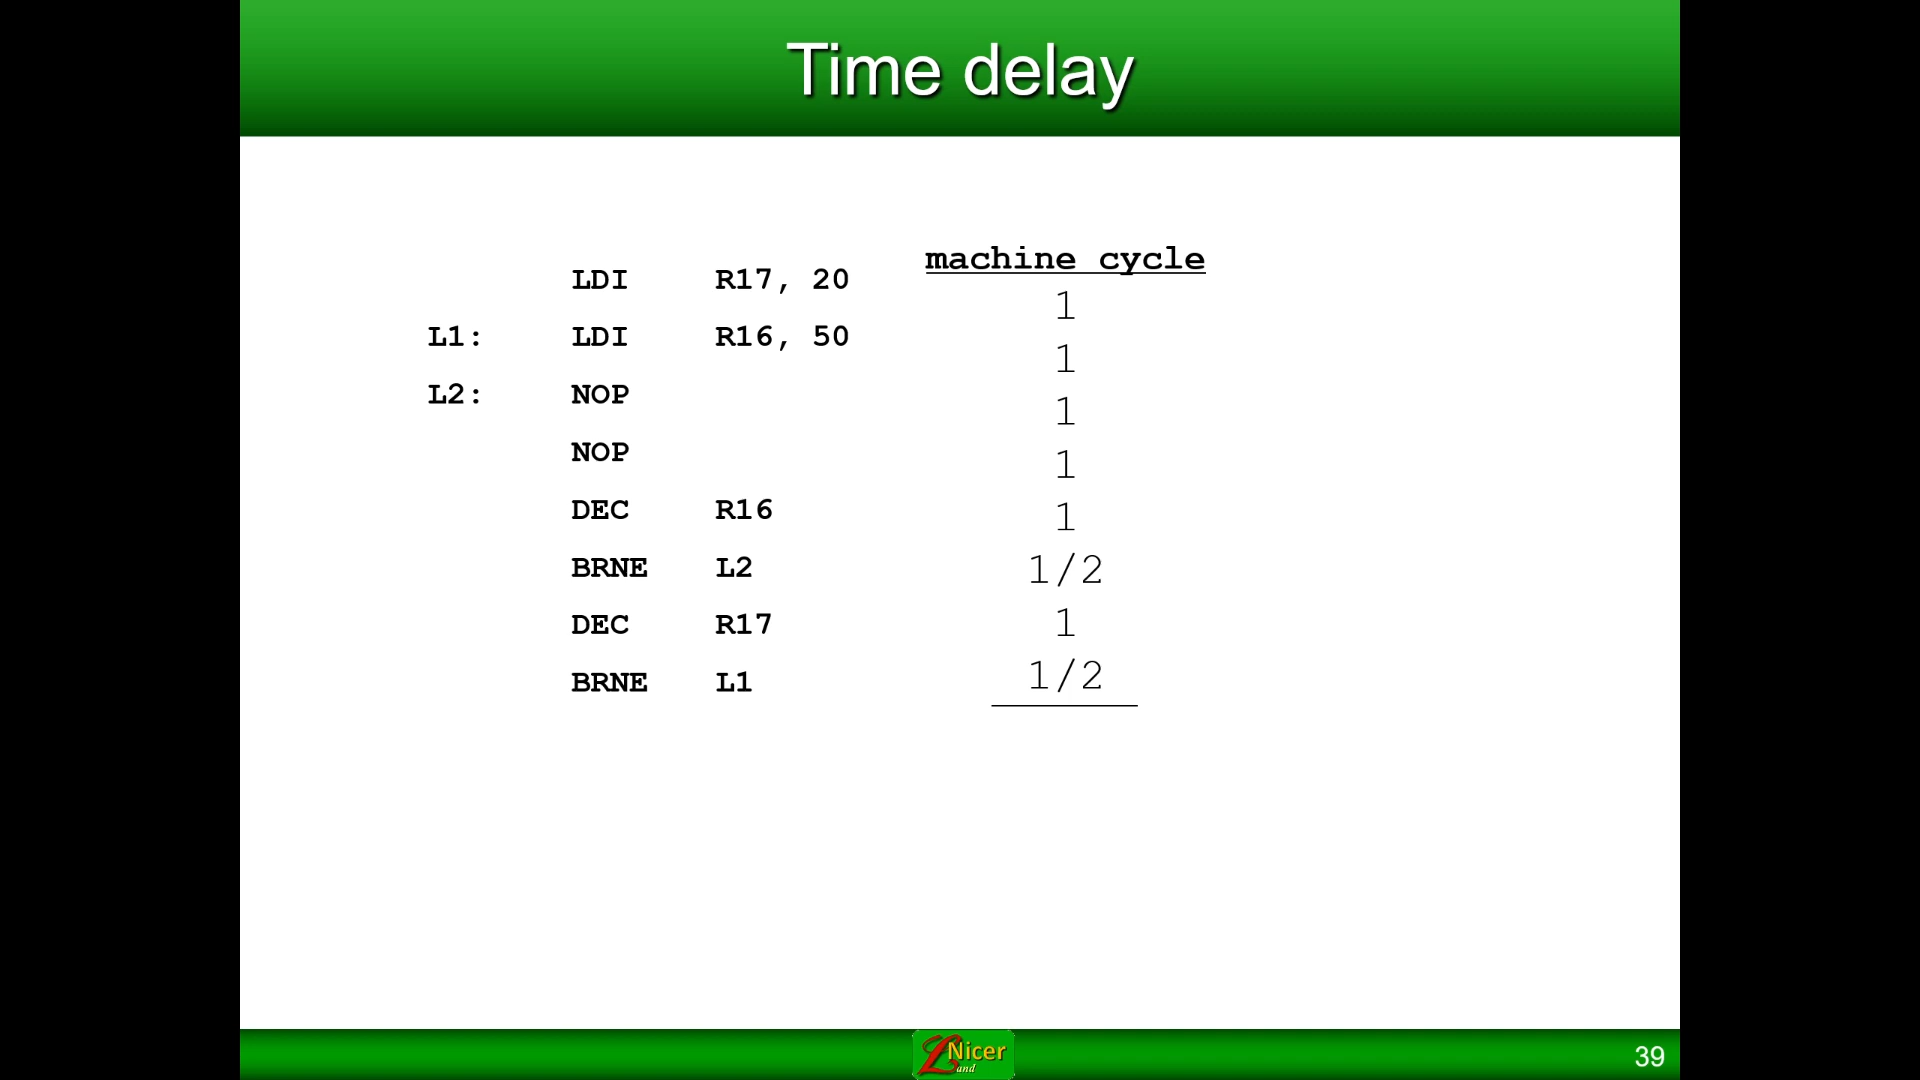 Time delay
machine cycle
LDI R17, 20 1
L1: LDI R16, 50 1
L2: NOP 1
NOP 1
DEC R16 1
BRNE L2 1/2
DEC R17 1
BRNE L1 1/2
Nicer
Land
39